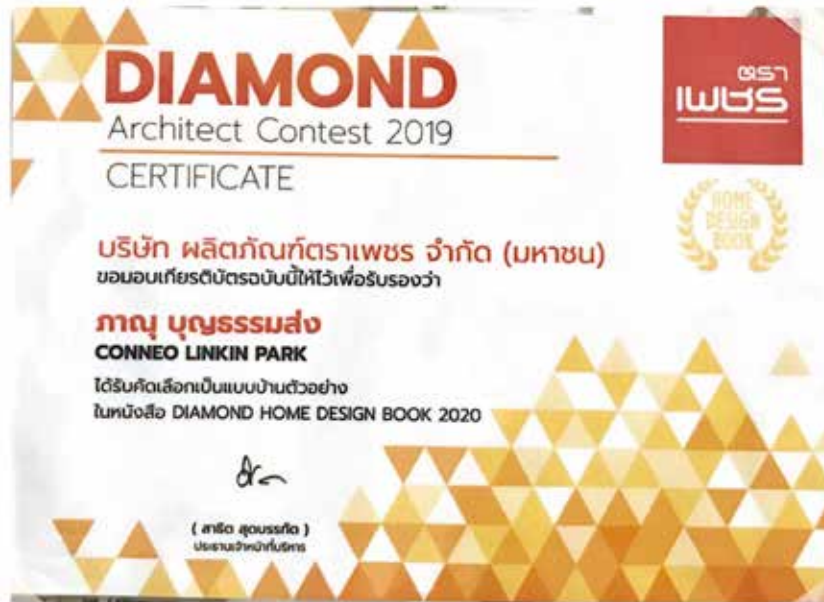 DIAMOND
Architect Contest 2019
CERTIFICATE
ตรา
เพชร
HOME
DESIGN
BOOK
บริษัท ผลิตภัณฑ์ตราเพชร จำกัด (มหาชน)
ขอมอบเกียรติบัตรฉบับนี้ให้ไว้เพื่อรับรองว่า
ภาณุ บุญธรรมส่ง
CONNEO LINKIN PARK
ได้รับคัดเลือกเป็นแบบบ้านตัวอย่าง
ในหนังสือ DIAMOND HOME DESIGN BOOK 2020
( สาธิต สุดบรรทัด )
ประธานเจ้าหน้าที่บริหาร